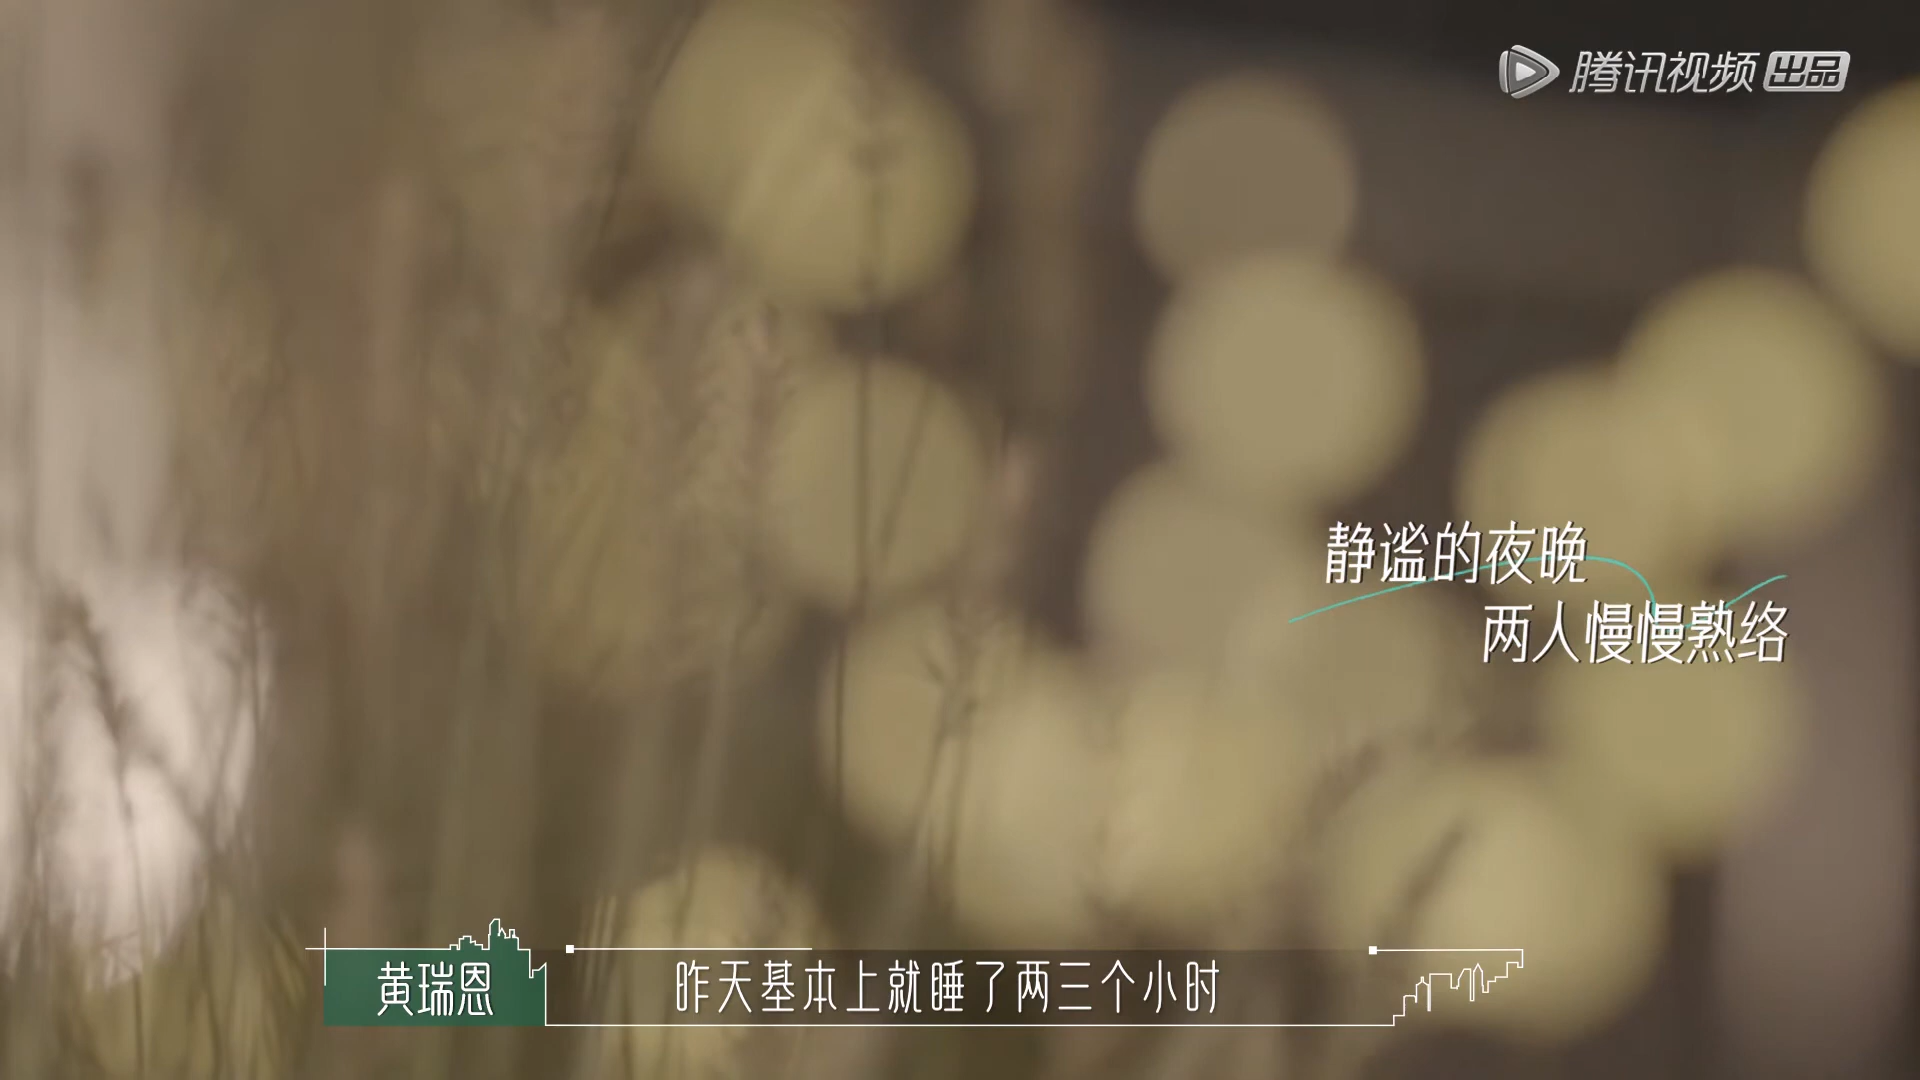 腾讯视频 出品
静谧的夜晚
两人慢慢熟络
黄瑞恩
昨天基本上就睡了两三个小时